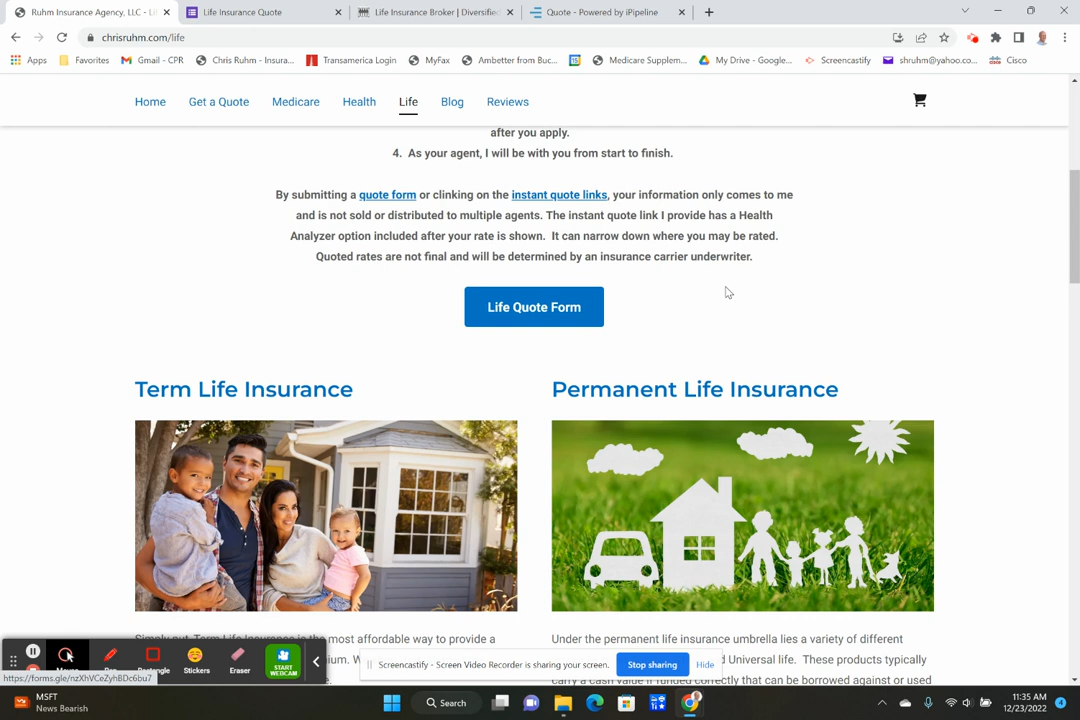 Ruhm Insurance Agency, LLC - Li
Life Insurance Quote
Life Insurance Broker | Diversified
Quote - Powered by iPipeline
chrisruhm.com/life
Apps
Favorites
Gmail - CPR
Chris Ruhm - Insura...
Transamerica Login
MyFax
Ambetter from Buc...
Medicare Supplem...
My Drive - Google...
Screencastify
shruhm@yahoo.co...
Cisco
Home
Get a Quote
Medicare
Health
Life
Blog
Reviews
after you apply.
4. As your agent, I will be with you from start to finish.
By submitting a quote form or clinking on the instant quote links, your information only comes to me
and is not sold or distributed to multiple agents. The instant quote link I provide has a Health
Analyzer option included after your rate is shown. It can narrow down where you may be rated.
Quoted rates are not final and will be determined by an insurance carrier underwriter.
Life Quote Form
Term Life Insurance
Permanent Life Insurance
Simply put, Term Life Insurance is the most affordable way to provide a
Under the permanent life insurance umbrella lies a variety of different
Rectangle
Stickers
Eraser
START
WEBCAM
Screencastify - Screen Video Recorder is sharing your screen.
Stop sharing
Hide
d Universal life. These products typically
carry a cash value if funded correctly that can be borrowed against or used
https://forms.gle/nzXhVCeZyhBDc6bu7
MSFT
News Bearish
Search
11:35 AM
12/23/2022
4